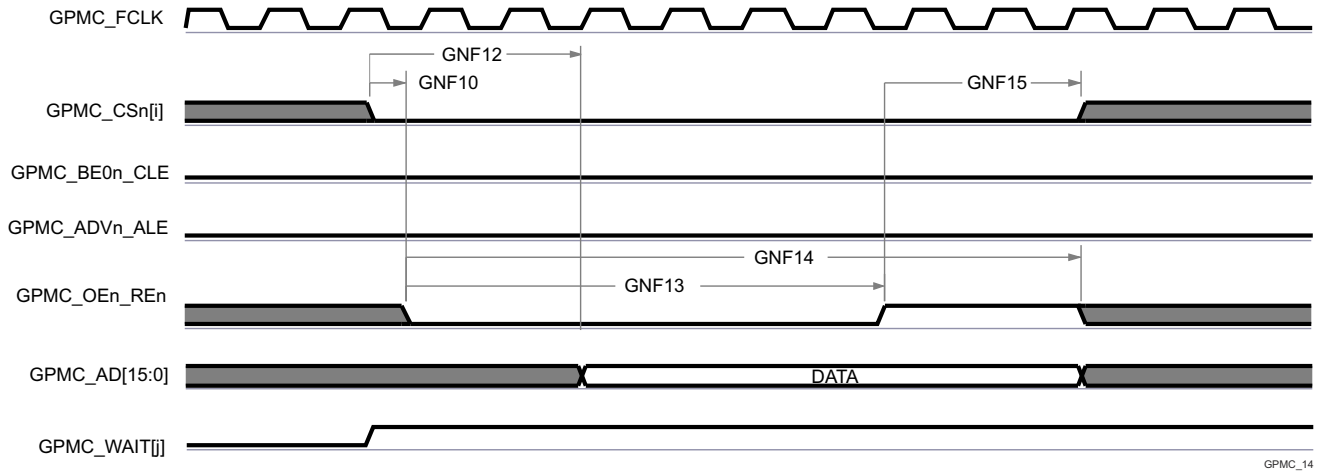 GPMC_FCLK
GNF12
GNF10
GNF15
GPMC_CSn[i]
GPMC_BE0n_CLE
GPMC_ADVn_ALE
GNF14
GNF13
GPMC_OEn_REn
GPMC_AD[15:0]
DATA
GPMC_WAIT[j]
GPMC_14